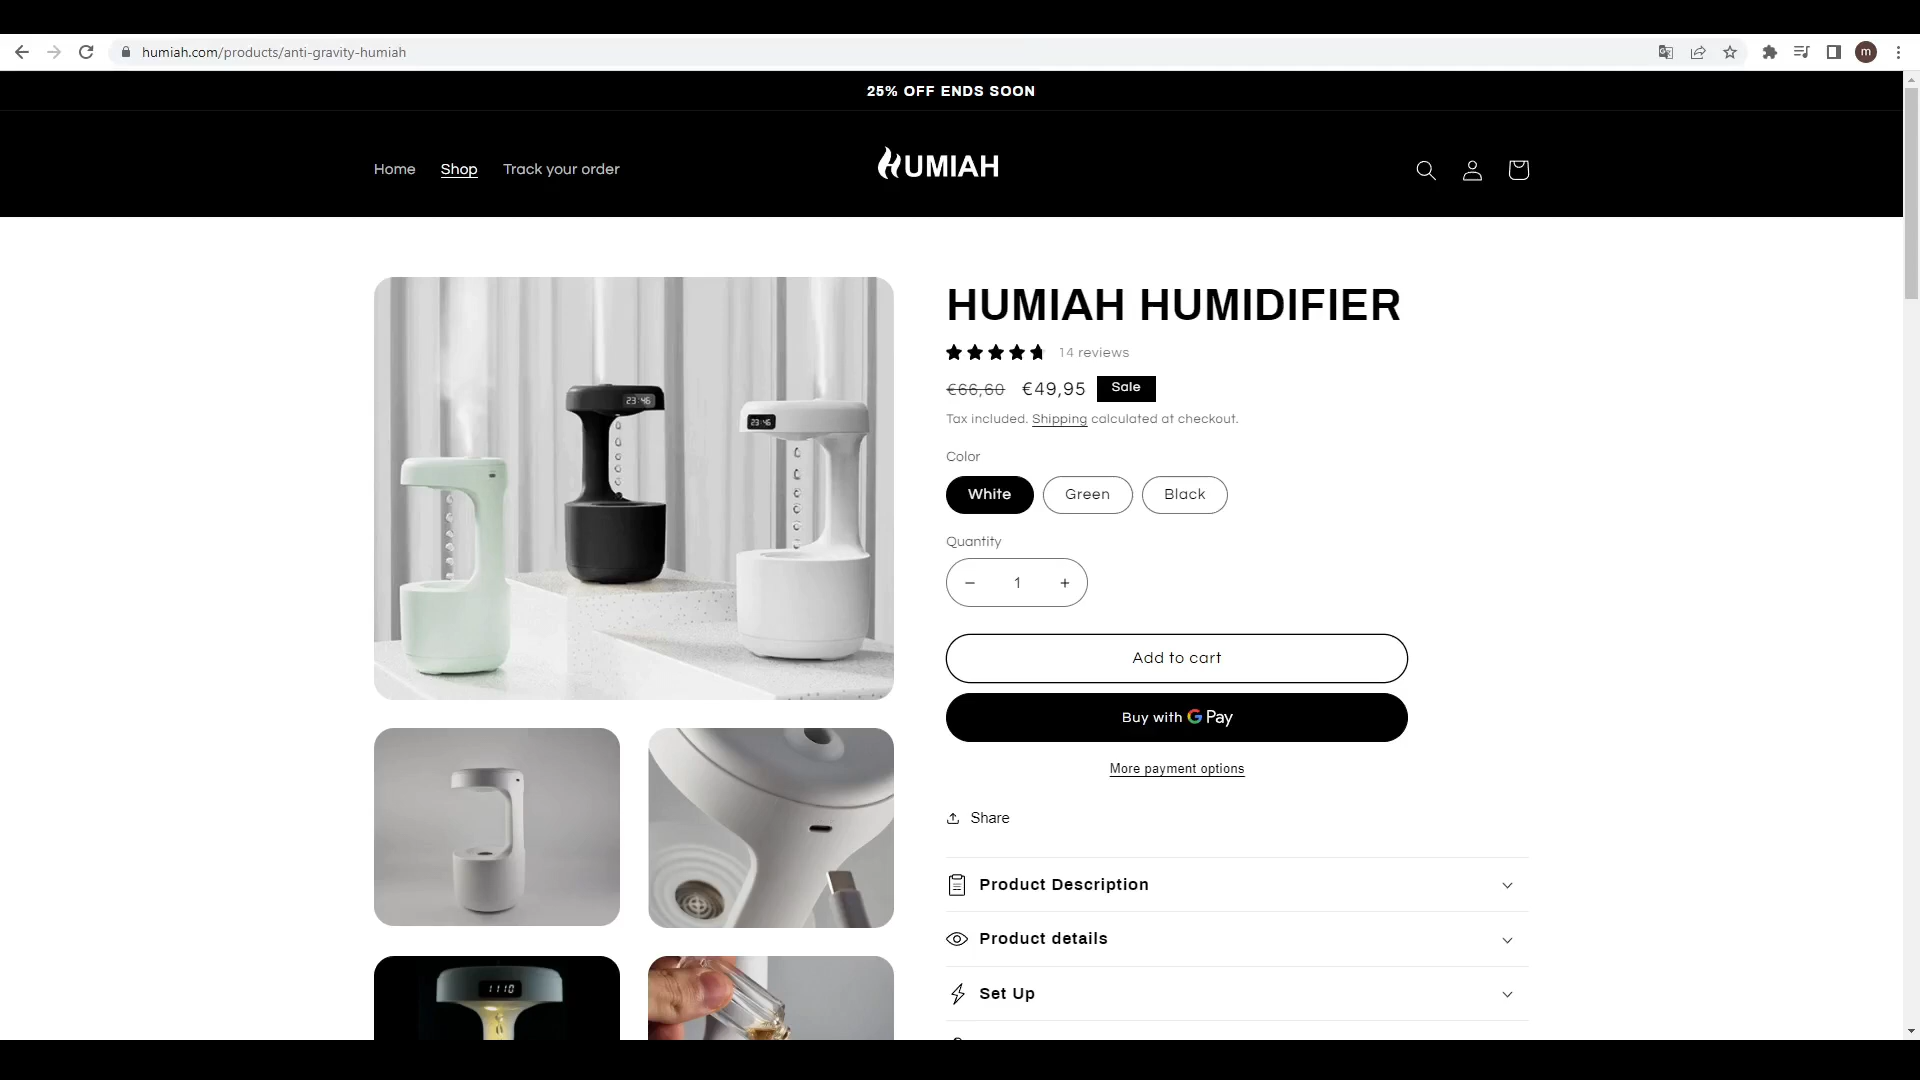 humiah.com/products/anti-gravity-humiah
m
25% OFF ENDS SOON
Home
Shop
Track your order
HUMIAH
HUMIAH HUMIDIFIER
14 reviews
€66,60 €49,95 Sale
Tax included. Shipping calculated at checkout.
Color
White
Green
Black
Quantity
− 1 +
Add to cart
Buy with G Pay
More payment options
Share
Product Description
Product details
Set Up
23:46
23:46
1110